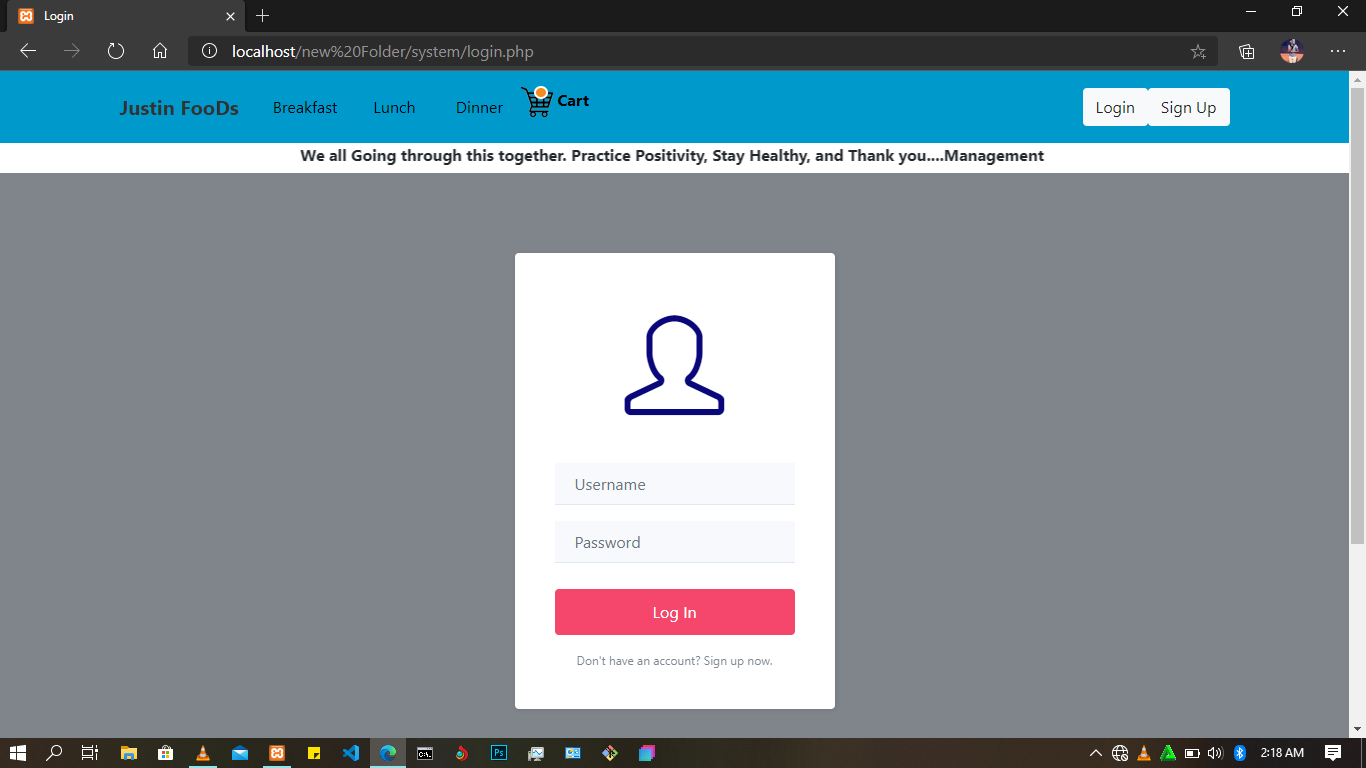 Login
localhost/new%20Folder/system/login.php
Justin FooDs Breakfast Lunch Dinner Cart Login Sign Up
We all Going through this together. Practice Positivity, Stay Healthy, and Thank you....Management
Username
Password
Log In
Don't have an account? Sign up now.
Ps 2:18 AM